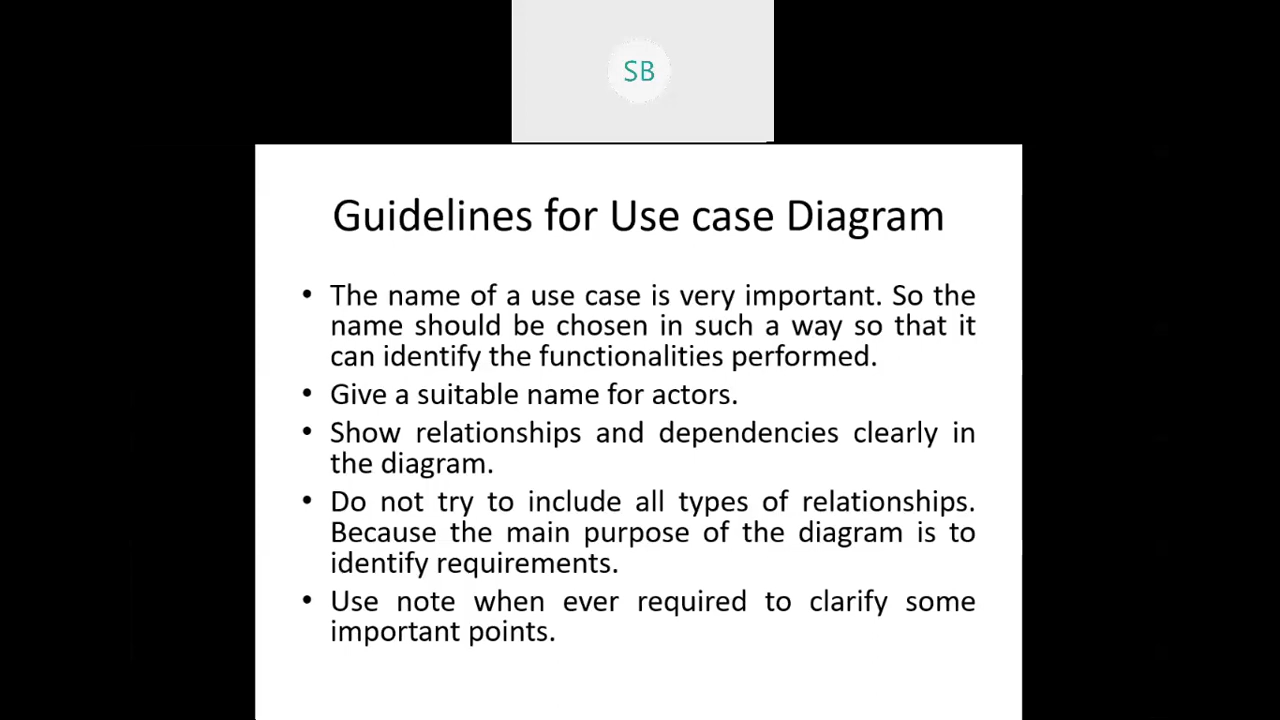 SB
Guidelines for Use case Diagram
• The name of a use case is very important. So the
name should be chosen in such a way so that it
can identify the functionalities performed.
• Give a suitable name for actors.
• Show relationships and dependencies clearly in
the diagram.
• Do not try to include all types of relationships.
Because the main purpose of the diagram is to
identify requirements.
• Use note when ever required to clarify some
important points.